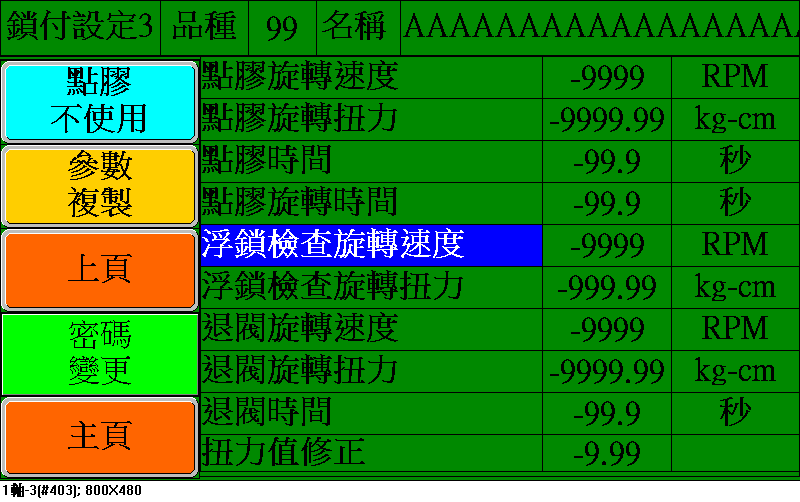 鎖付設定3 品種 99 名稱 AAAAAAAAAAAAAAAA
點膠
不使用
點膠旋轉速度 -9999 RPM
點膠旋轉扭力 -9999.99 kg-cm
參數
複製
點膠時間 -99.9 秒
點膠旋轉時間 -99.9 秒
上頁
浮鎖檢查旋轉速度 -9999 RPM
浮鎖檢查旋轉扭力 -999.99 kg-cm
密碼
變更
退閥旋轉速度 -9999 RPM
退閥旋轉扭力 -9999.99 kg-cm
主頁
退閥時間 -99.9 秒
扭力值修正 -9.99
1軸-3(#403); 800X480